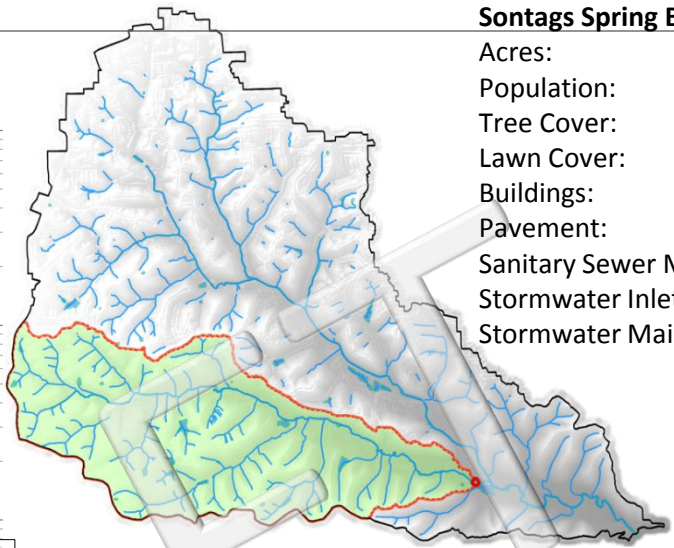 Sontags Spring
Acres:
Population:
Tree Cover:
Lawn Cover:
Buildings:
Pavement:
Sanitary Sewer
Stormwater
Stormwater